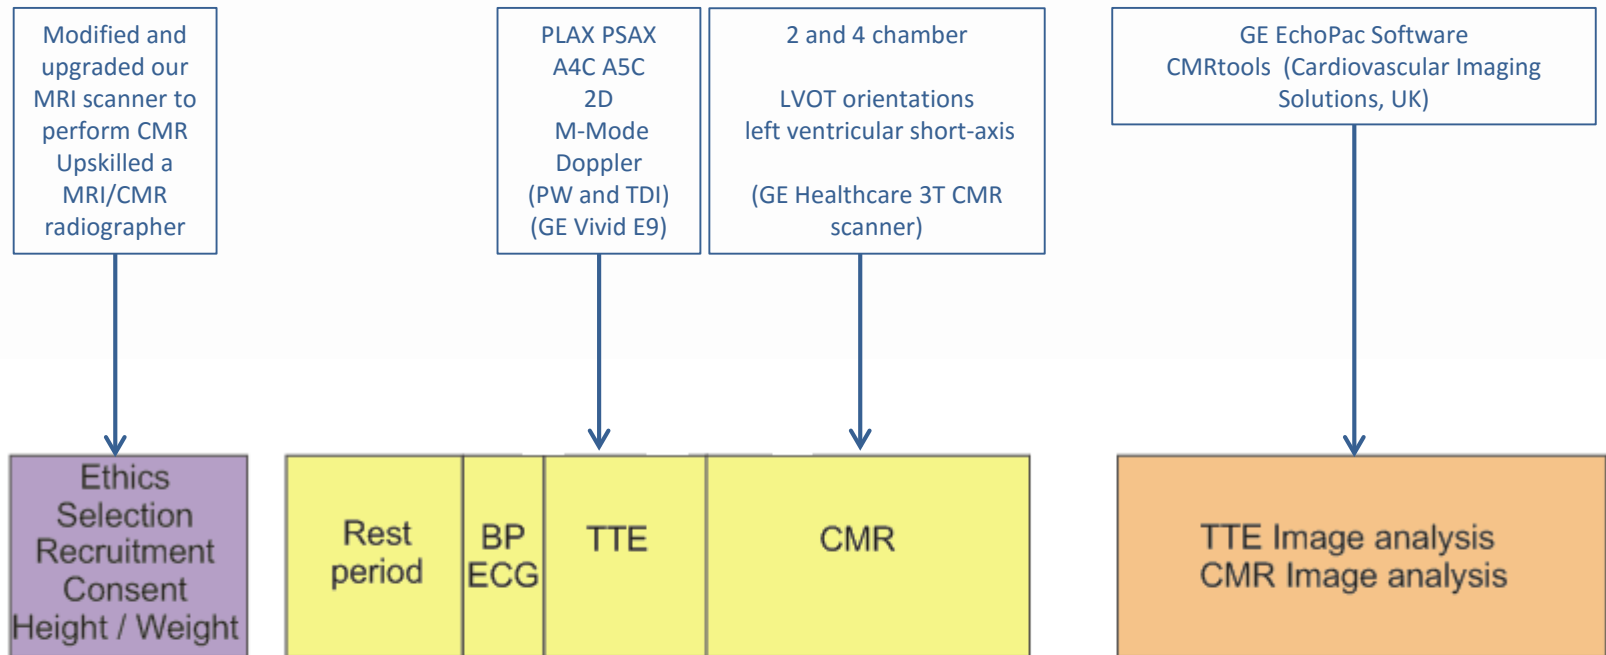 Modified and
upgraded our
MRI scanner to
perform CMR
Upskilled a
MRI/CMR
radiographer
PLAX PSAX
A4C A5C
2D
M-Mode
Doppler
(PW and TDI)
(GE Vivid E9)
2 and 4 chamber
LVOT orientations
left ventricular short-axis
(GE Healthcare 3T CMR
scanner)
GE EchoPac Software
CMRtools (Cardiovascular Imaging
Solutions, UK)
Ethics
Selection
Recruitment
Consent
Height / Weight
Rest
period
BP
ECG
TTE
CMR
TTE Image analysis
CMR Image analysis